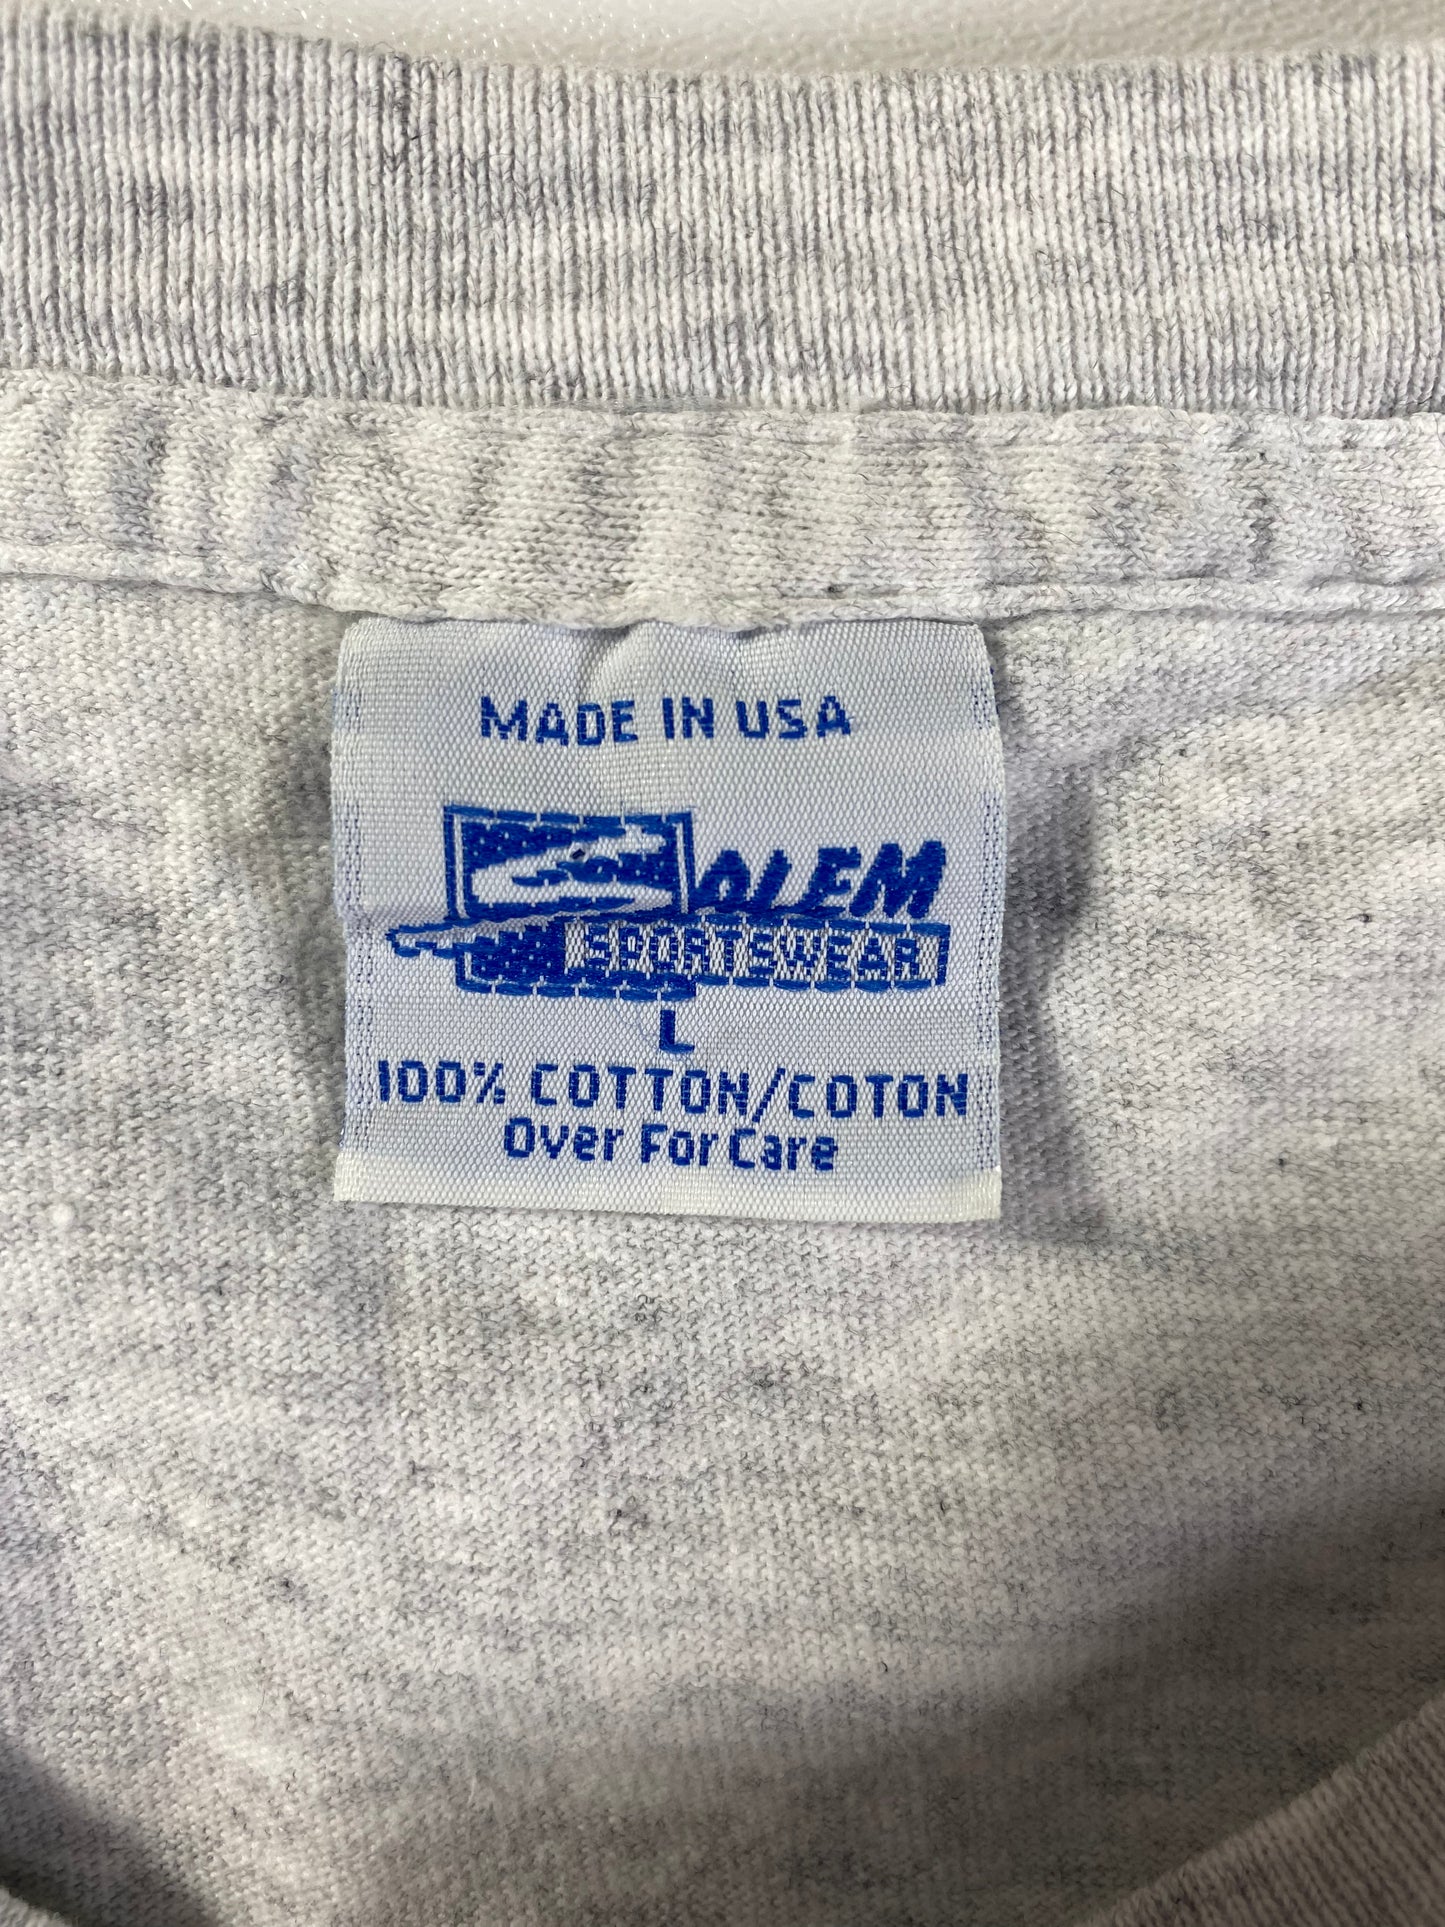 MADE IN USA
SALEM
SPORTSWEAR
L
100% COTTON/COTON
Over For Care